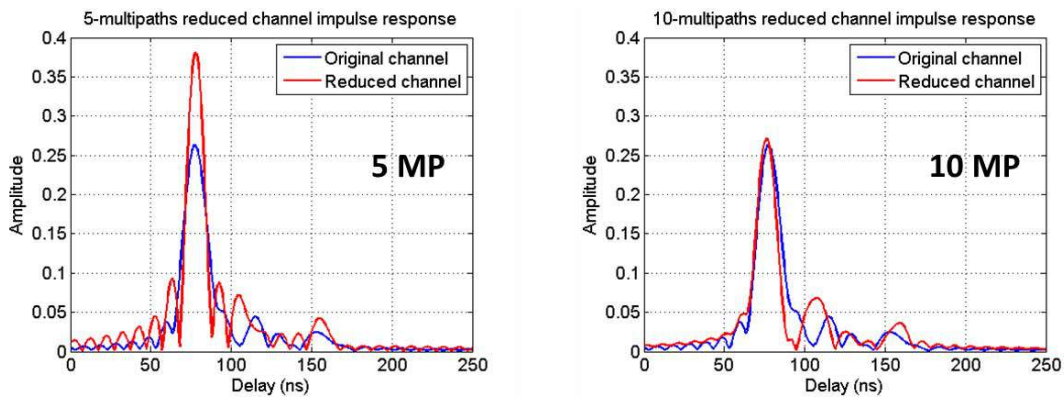 5-multipaths reduced channel impulse response
0.4
0.35
0.3
0.25
0.2
0.15
0.1
0.05
0
Amplitude
Original channel
Reduced channel
5 MP
0 50 100 150 200 250
Delay (ns)
10-multipaths reduced channel impulse response
0.4
0.35
0.3
0.25
0.2
0.15
0.1
0.05
0
Amplitude
Original channel
Reduced channel
10 MP
0 50 100 150 200 250
Delay (ns)